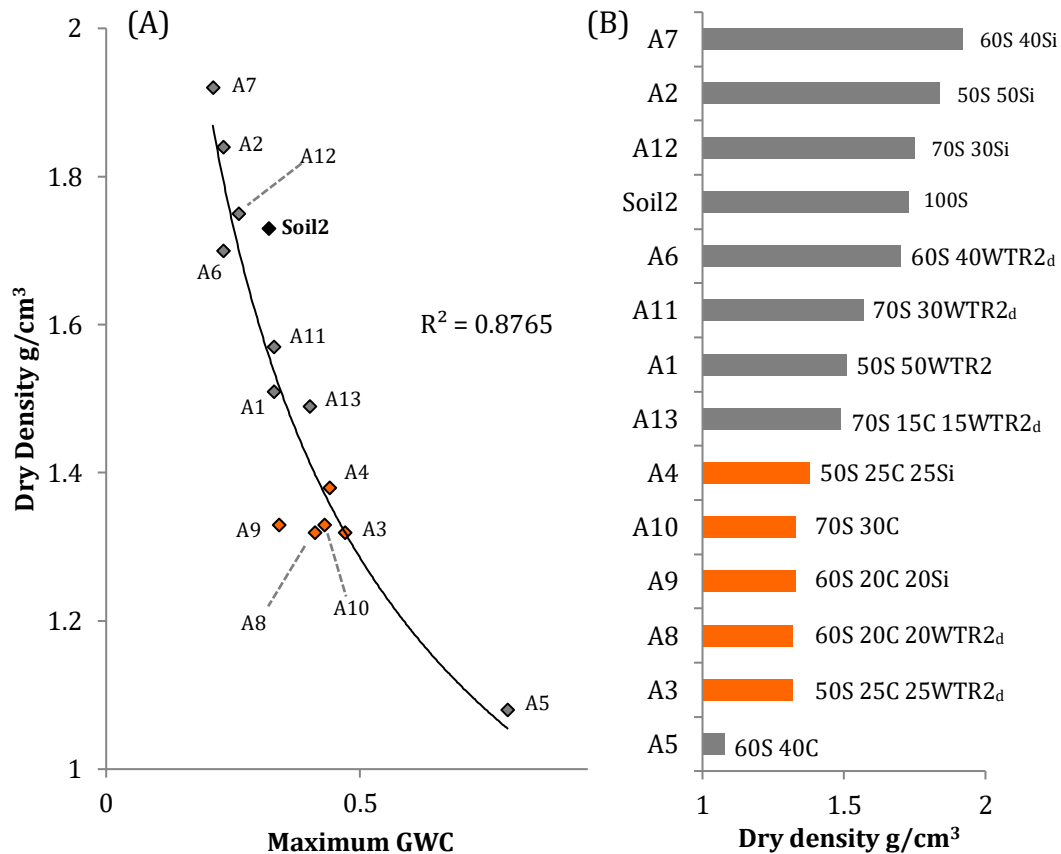 (A)
Dry Density g/cm³
2
1.8
1.6
1.4
1.2
1
0
0.5
Maximum GWC
A7
A2
A12
Soil2
A6
R² = 0.8765
A11
A1
A13
A4
A9
A3
A8
A10
A5
(B)
A7 60S 40Si
A2 50S 50Si
A12 70S 30Si
Soil2 100S
A6 60S 40WTR2d
A11 70S 30WTR2d
A1 50S 50WTR2
A13 70S 15C 15WTR2d
A4 50S 25C 25Si
A10 70S 30C
A9 60S 20C 20Si
A8 60S 20C 20WTR2d
A3 50S 25C 25WTR2d
A5 60S 40C
1 1.5 2
Dry density g/cm³